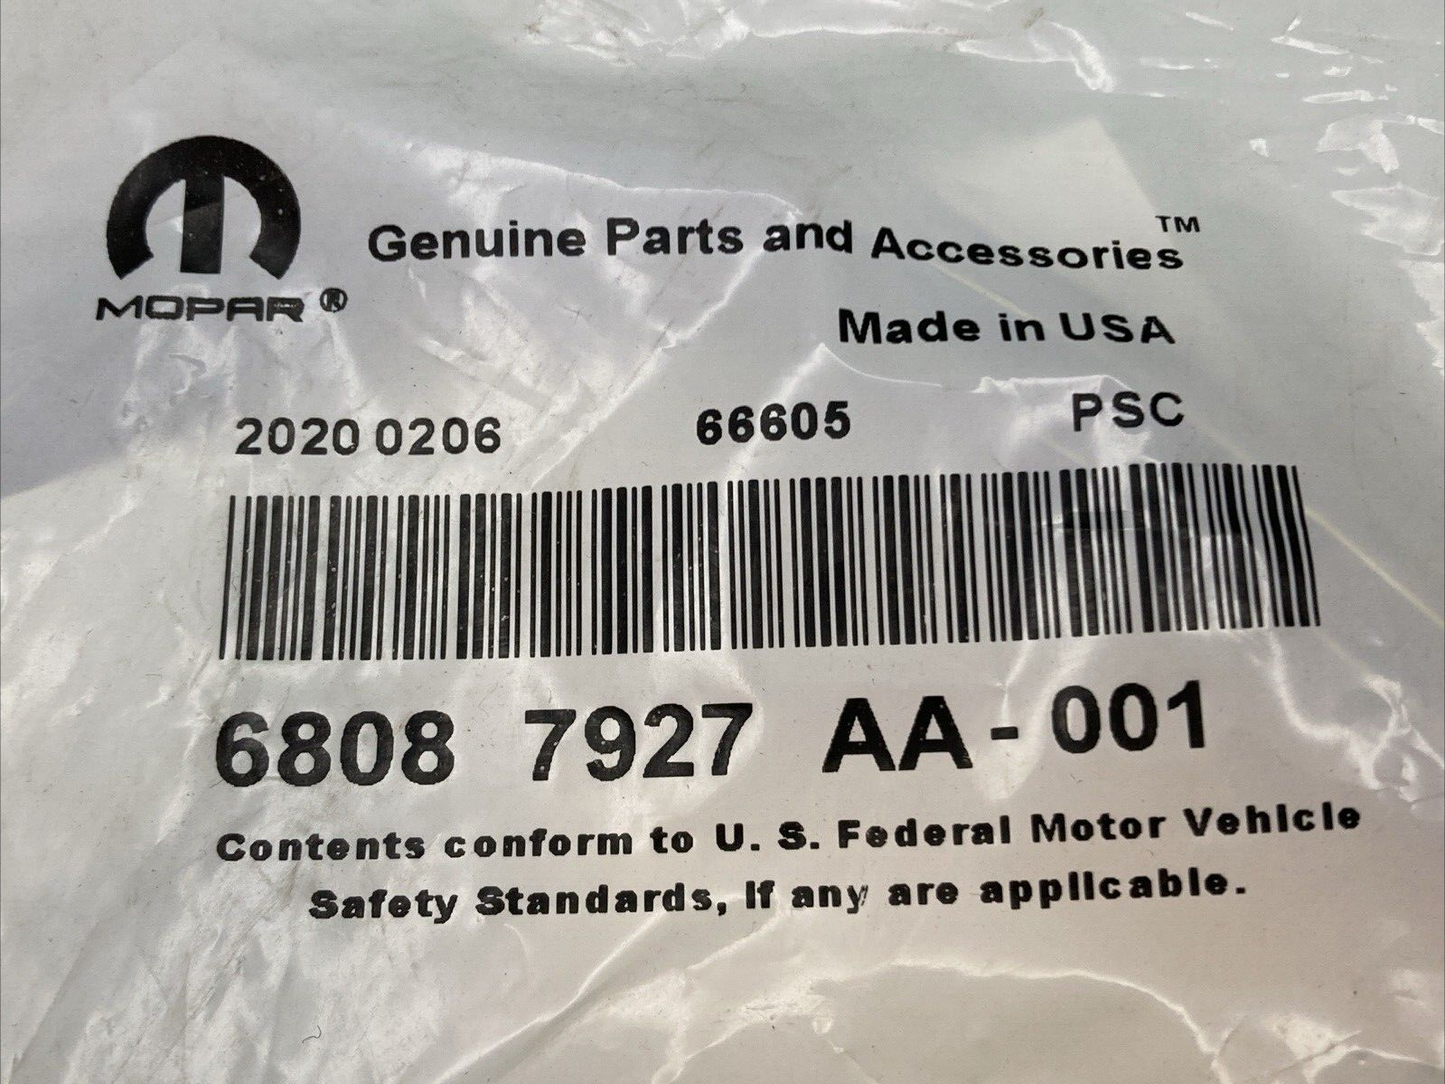 MOPAR®
Genuine Parts and Accessories™
Made in USA
2020 0206 66605 PSC
6808 7927 AA-001
Contents conform to U. S. Federal Motor Vehicle
Safety Standards, If any are applicable.